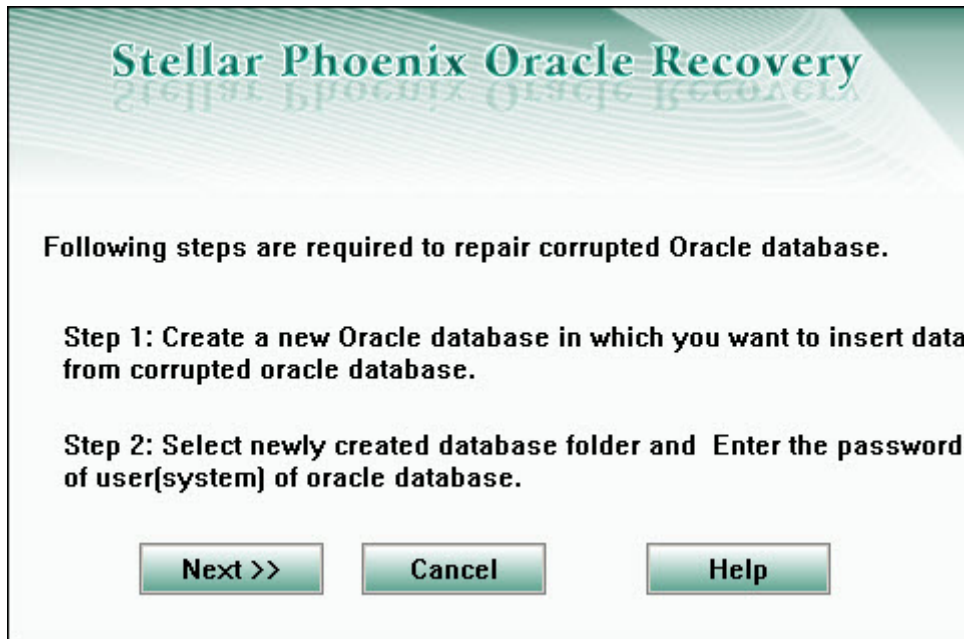 Stellar Phoenix Oracle Recovery
Following steps are required to repair corrupted Oracle database.
Step 1: Create a new Oracle database in which you want to insert data
from corrupted oracle database.
Step 2: Select newly created database folder and  Enter the password
of user(system) of oracle database.
Next >>
Cancel
Help